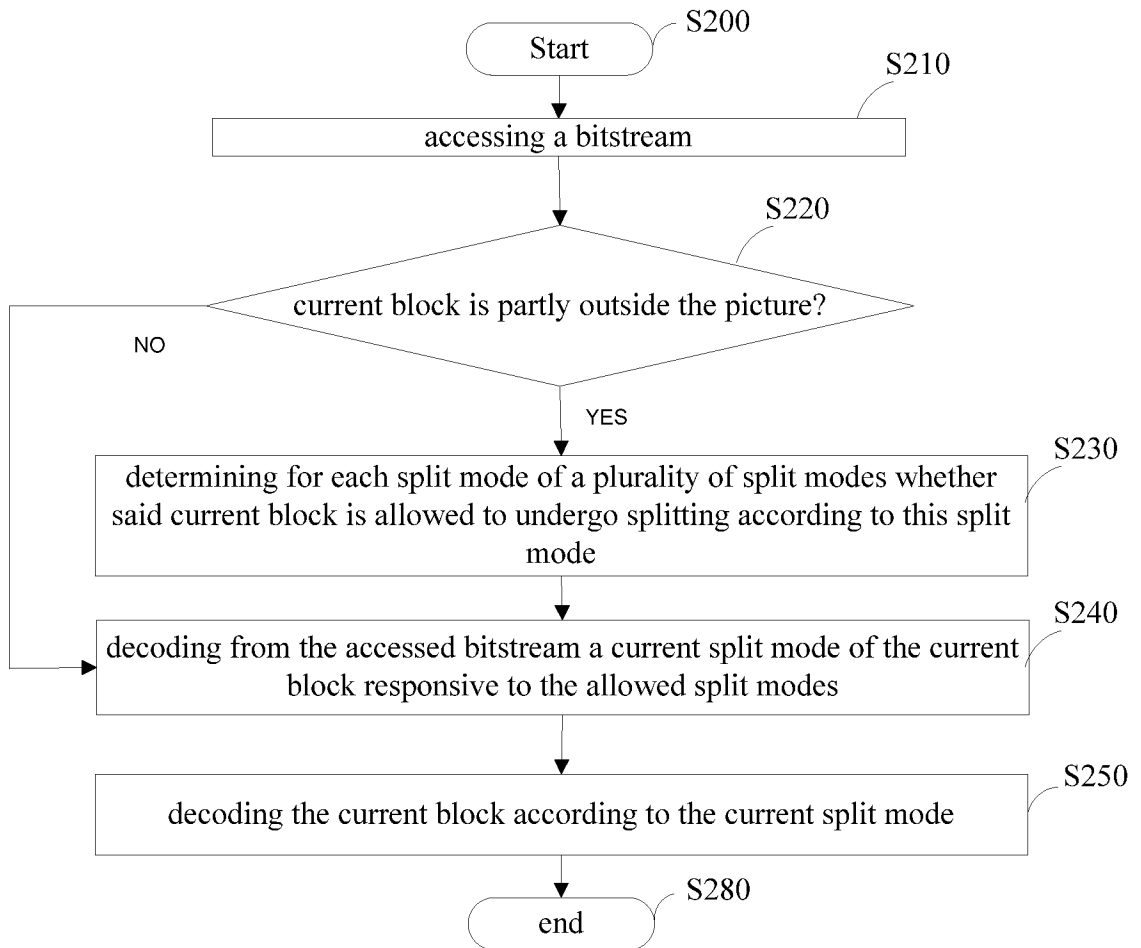 Start
S200
S210
accessing a bitstream
S220
current block is partly outside the picture?
NO
YES
S230
determining for each split mode of a plurality of split modes whether
said current block is allowed to undergo splitting according to this split
mode
S240
decoding from the accessed bitstream a current split mode of the current
block responsive to the allowed split modes
S250
decoding the current block according to the current split mode
S280
end